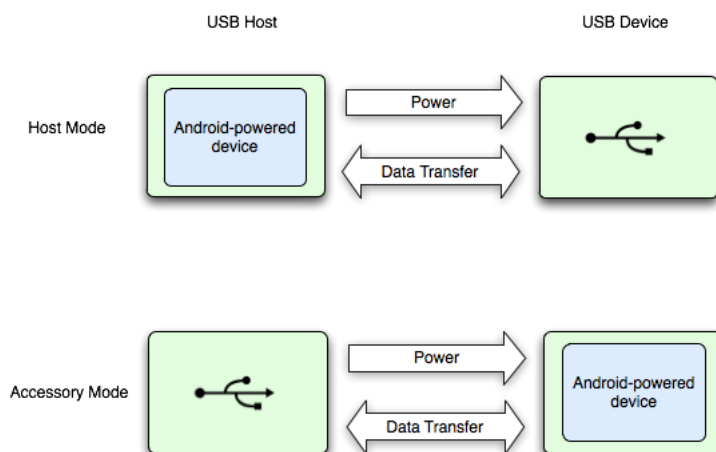 USB Host
USB Device
Host Mode
Android-powered
device
Power
Data Transfer
Accessory Mode
Power
Data Transfer
Android-powered
device